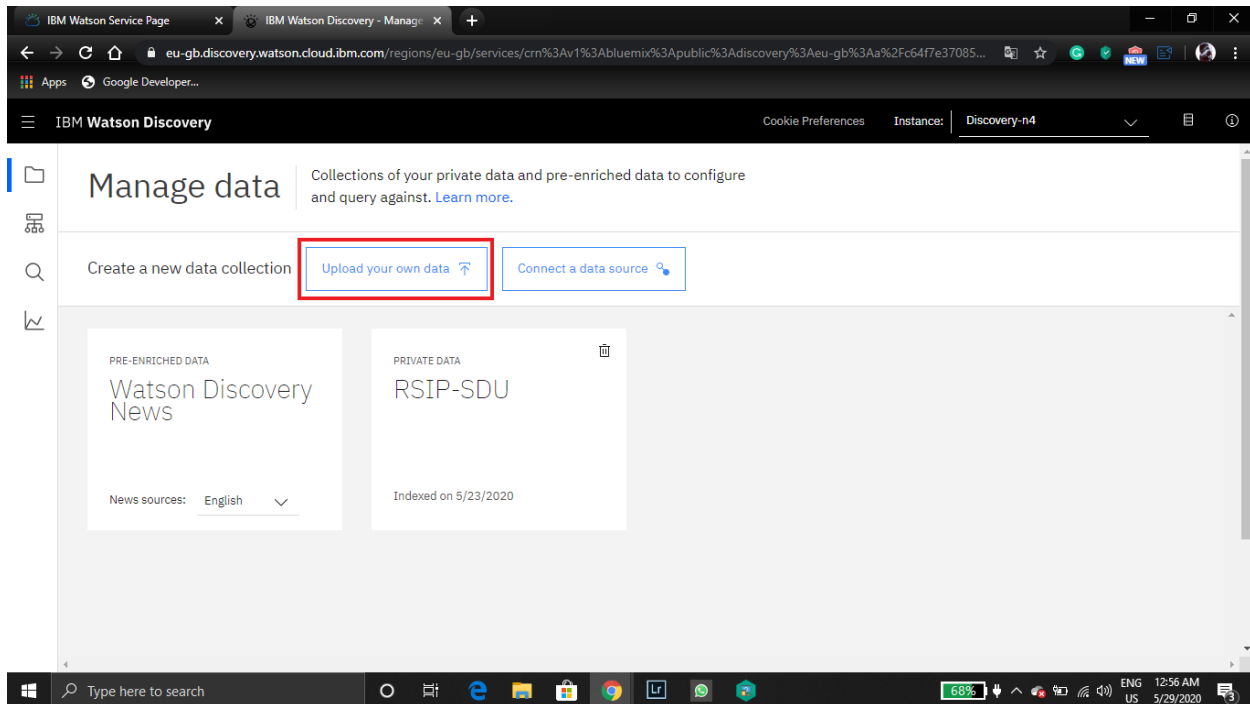 IBM Watson Service Page
IBM Watson Discovery - Manage
eu-gb.discovery.watson.cloud.ibm.com/regions/eu-gb/services/crn%3Av1%3Abluemix%3Apublic%3Adiscovery%3Aeu-gb%3Aa%2Fc64f7e37085...
NEW
Apps
Google Developer...
IBM Watson Discovery
Cookie Preferences
Instance:
Discovery-n4
Manage data
Collections of your private data and pre-enriched data to configure
and query against. Learn more.
Create a new data collection
Upload your own data
Connect a data source
PRE-ENRICHED DATA
Watson Discovery
News
News sources: English
PRIVATE DATA
RSIP-SDU
Indexed on 5/23/2020
Type here to search
Lr
68%
ENG
US
12:56 AM
5/29/2020
3